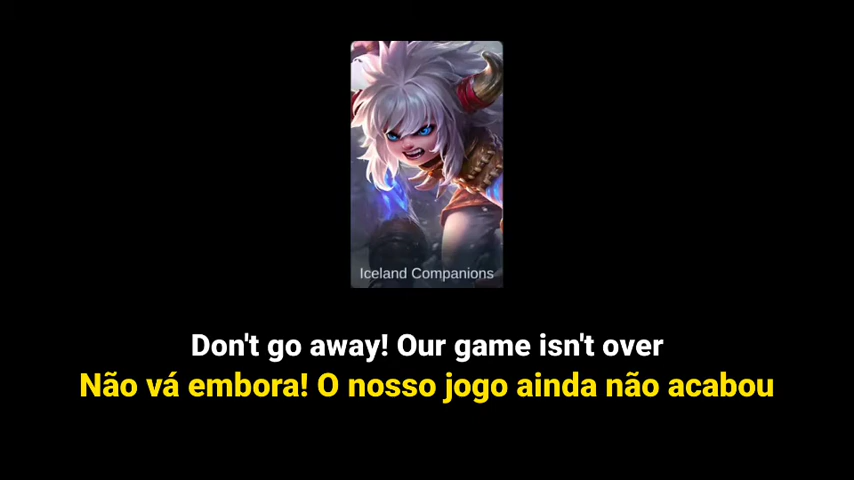 Iceland Companions
Don't go away! Our game isn't over
Não vá embora! O nosso jogo ainda não acabou